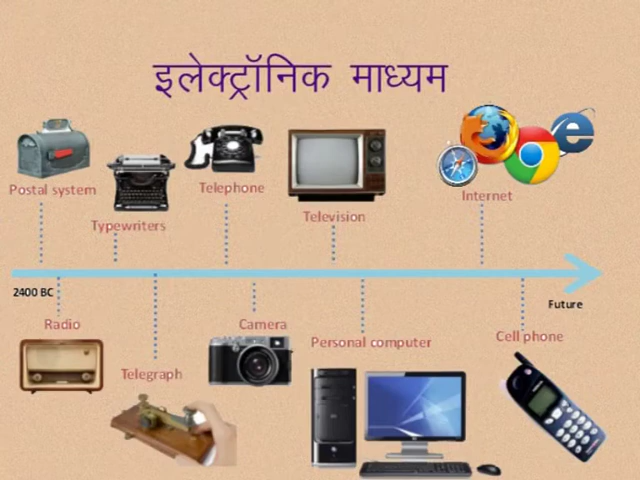 इलेक्ट्रॉनिक माध्यम
Postal system
Typewriters
Telephone
Television
Internet
2400 BC
Future
Radio
Telegraph
Camera
Personal computer
Cell phone